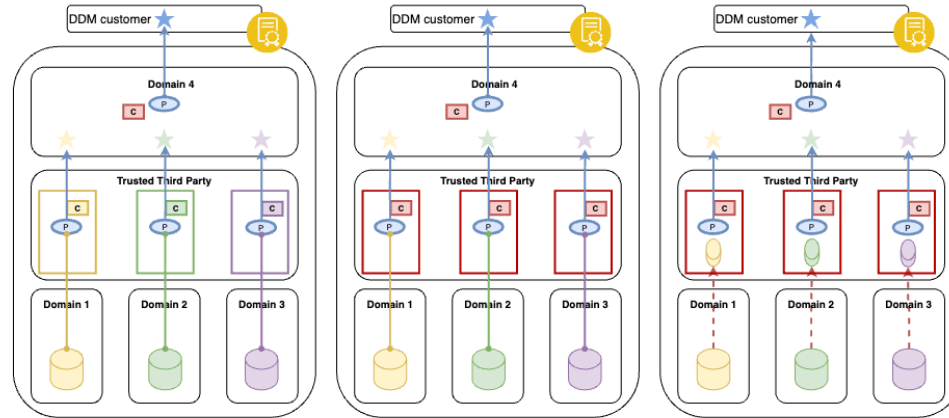 DDM customer
Domain 4
C
P
Trusted Third Party
C
C
C
P
P
P
Domain 1
Domain 2
Domain 3
DDM customer
Domain 4
C
P
Trusted Third Party
C
C
C
P
P
P
Domain 1
Domain 2
Domain 3
DDM customer
Domain 4
C
P
Trusted Third Party
C
C
C
P
P
P
Domain 1
Domain 2
Domain 3